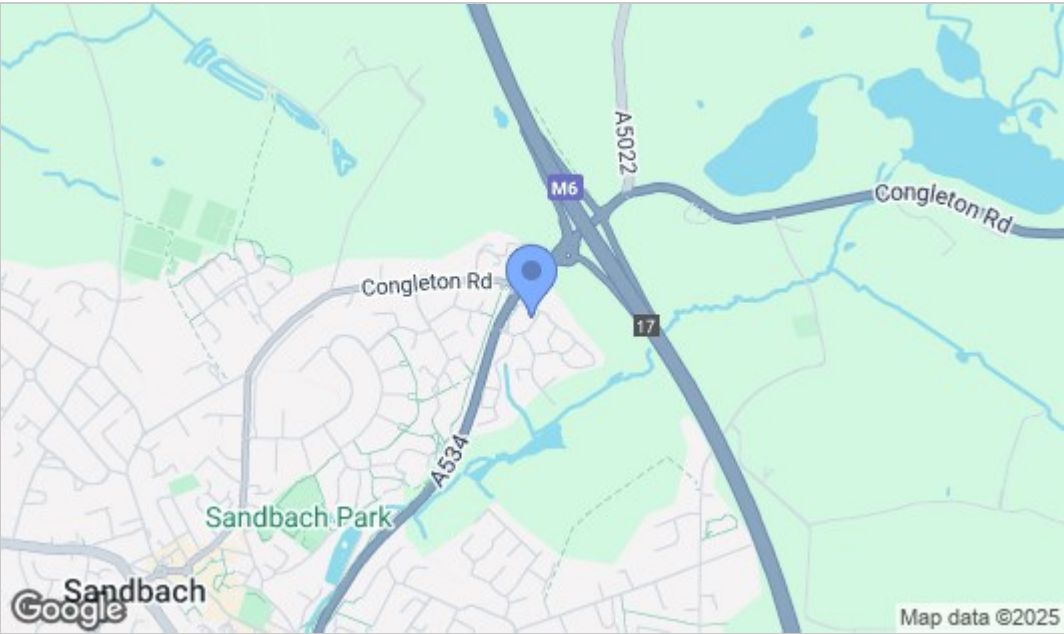 A5022
M6
Congleton Rd
Congleton Rd
17
A534
Sandbach Park
Sandbach
Google
Map data ©2025